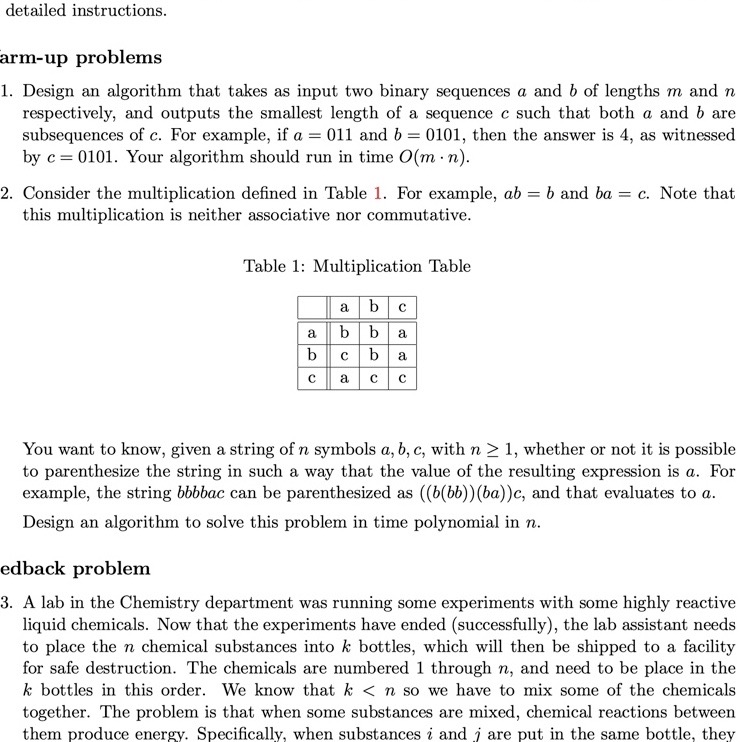 detailed instructions.
arm-up problems
1. Design an algorithm that takes as input two binary sequences a and b of lengths m and n
respectively, and outputs the smallest length of a sequence c such that both a and b are
subsequences of c. For example, if a = 011 and b = 0101, then the answer is 4, as witnessed
by c = 0101. Your algorithm should run in time O(m · n).
2. Consider the multiplication defined in Table 1. For example, ab = b and ba = c. Note that
this multiplication is neither associative nor commutative.
Table 1: Multiplication Table
a b c
a b b a
b c b a
c a c c
You want to know, given a string of n symbols a, b, c, with n ≥ 1, whether or not it is possible
to parenthesize the string in such a way that the value of the resulting expression is a. For
example, the string bbbbac can be parenthesized as ((b(bb))(ba))c, and that evaluates to a.
Design an algorithm to solve this problem in time polynomial in n.
edback problem
3. A lab in the Chemistry department was running some experiments with some highly reactive
liquid chemicals. Now that the experiments have ended (successfully), the lab assistant needs
to place the n chemical substances into k bottles, which will then be shipped to a facility
for safe destruction. The chemicals are numbered 1 through n, and need to be place in the
k bottles in this order. We know that k < n so we have to mix some of the chemicals
together. The problem is that when some substances are mixed, chemical reactions between
them produce energy. Specifically, when substances i and j are put in the same bottle, they